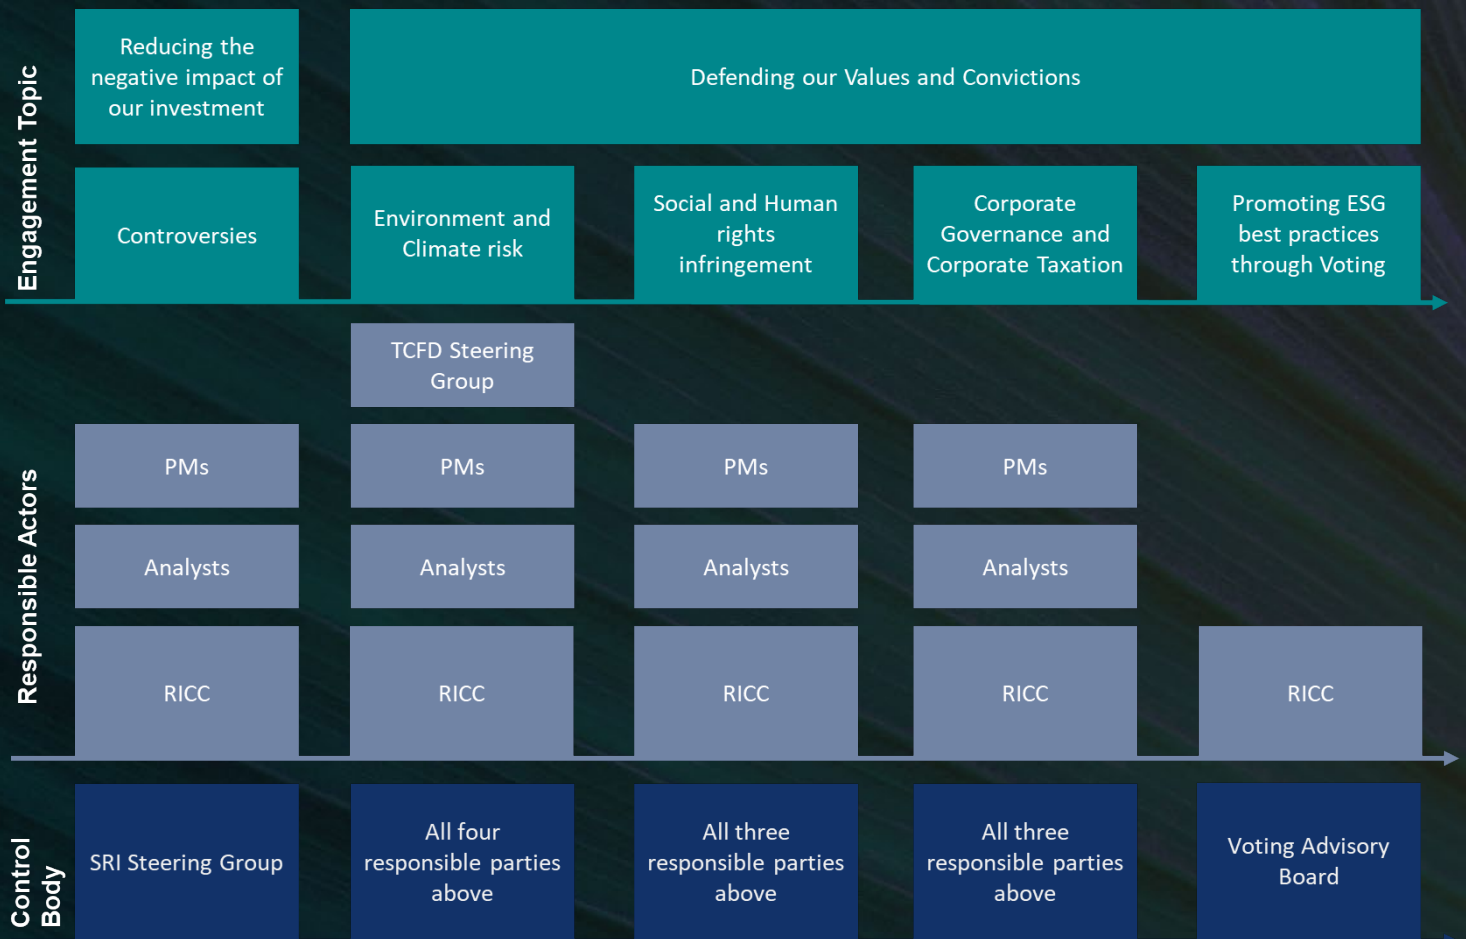 Engagement Topic
Reducing the
negative impact of
our investment
Defending our Values and Convictions
Controversies
Environment and
Climate risk
Social and Human
rights
infringement
Corporate
Governance and
Corporate Taxation
Promoting ESG
best practices
through Voting
Responsible Actors
TCFD Steering
Group
PMs
PMs
PMs
PMs
Analysts
Analysts
Analysts
Analysts
RICC
RICC
RICC
RICC
RICC
Control
Body
SRI Steering Group
All four
responsible parties
above
All three
responsible parties
above
All three
responsible parties
above
Voting Advisory
Board